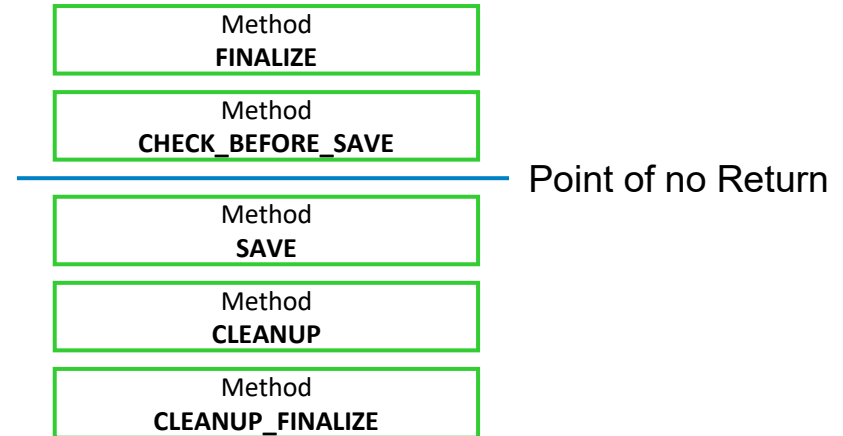 Method
FINALIZE
Method
CHECK_BEFORE_SAVE
Point of no Return
Method
SAVE
Method
CLEANUP
Method
CLEANUP_FINALIZE